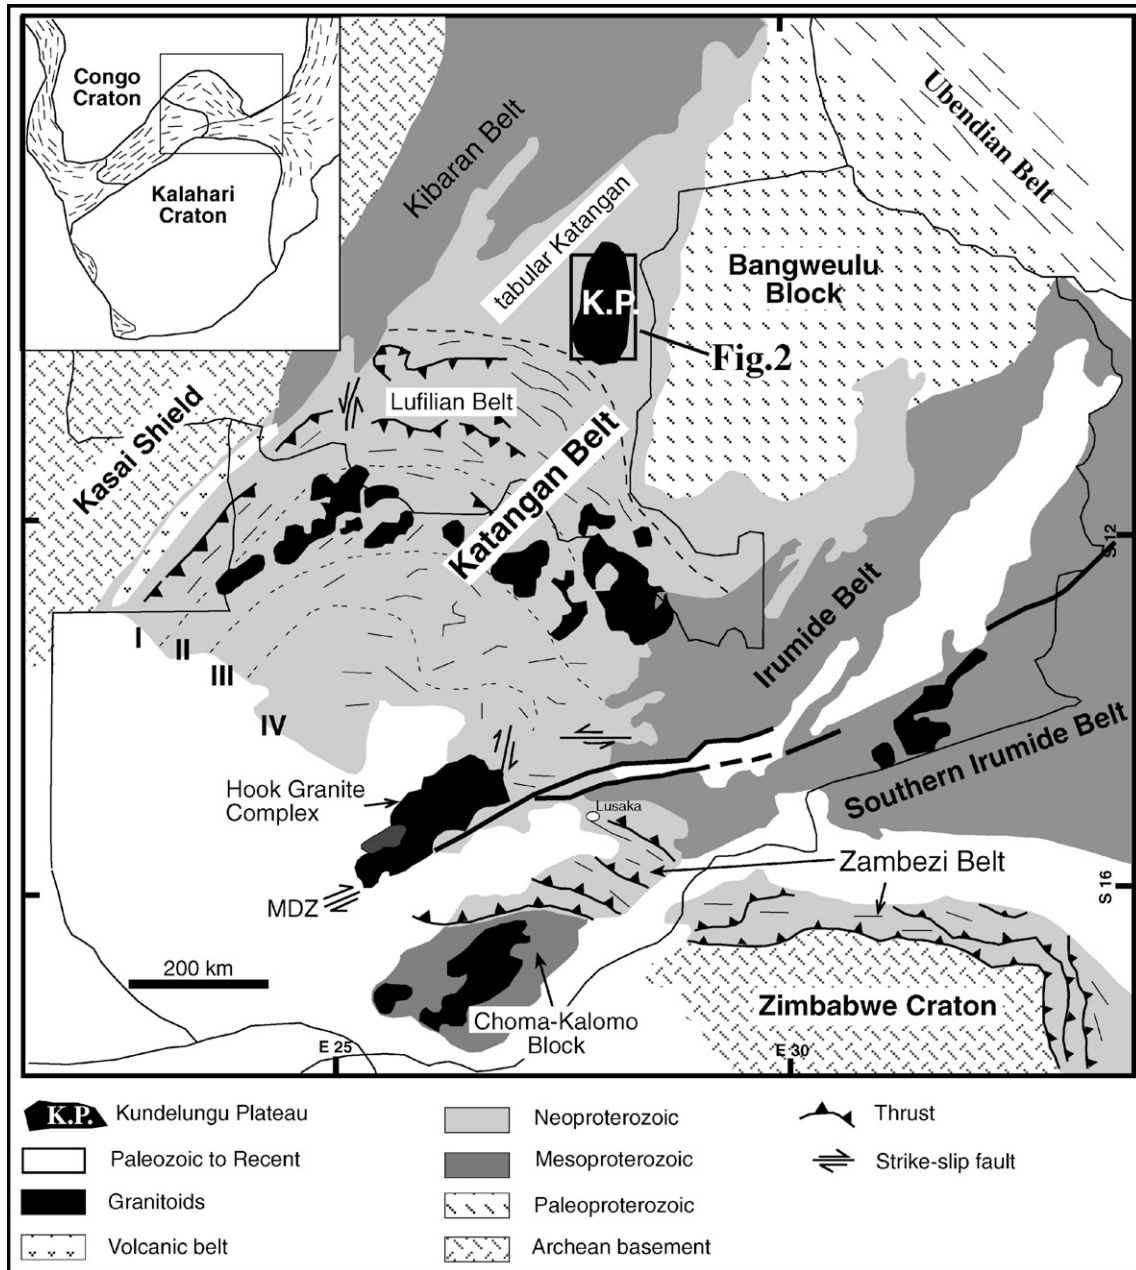 Congo
Craton
Kalahari
Craton
Kibaran Belt
Ubendian Belt
tabular Katangan
K.P.
Bangweulu
Block
Fig.2
Kasai Shield
Lufilian Belt
Katangan Belt
S 12
I
II
III
IV
Irumide Belt
Southern Irumide Belt
Hook Granite
Complex
Lusaka
Zambezi Belt
MDZ
S 16
200 km
Zimbabwe Craton
Choma-Kalomo
Block
E 25
E 30
K.P.
Kundelungu Plateau
Paleozoic to Recent
Granitoids
Volcanic belt
Neoproterozoic
Mesoproterozoic
Paleoproterozoic
Archean basement
Thrust
Strike-slip fault